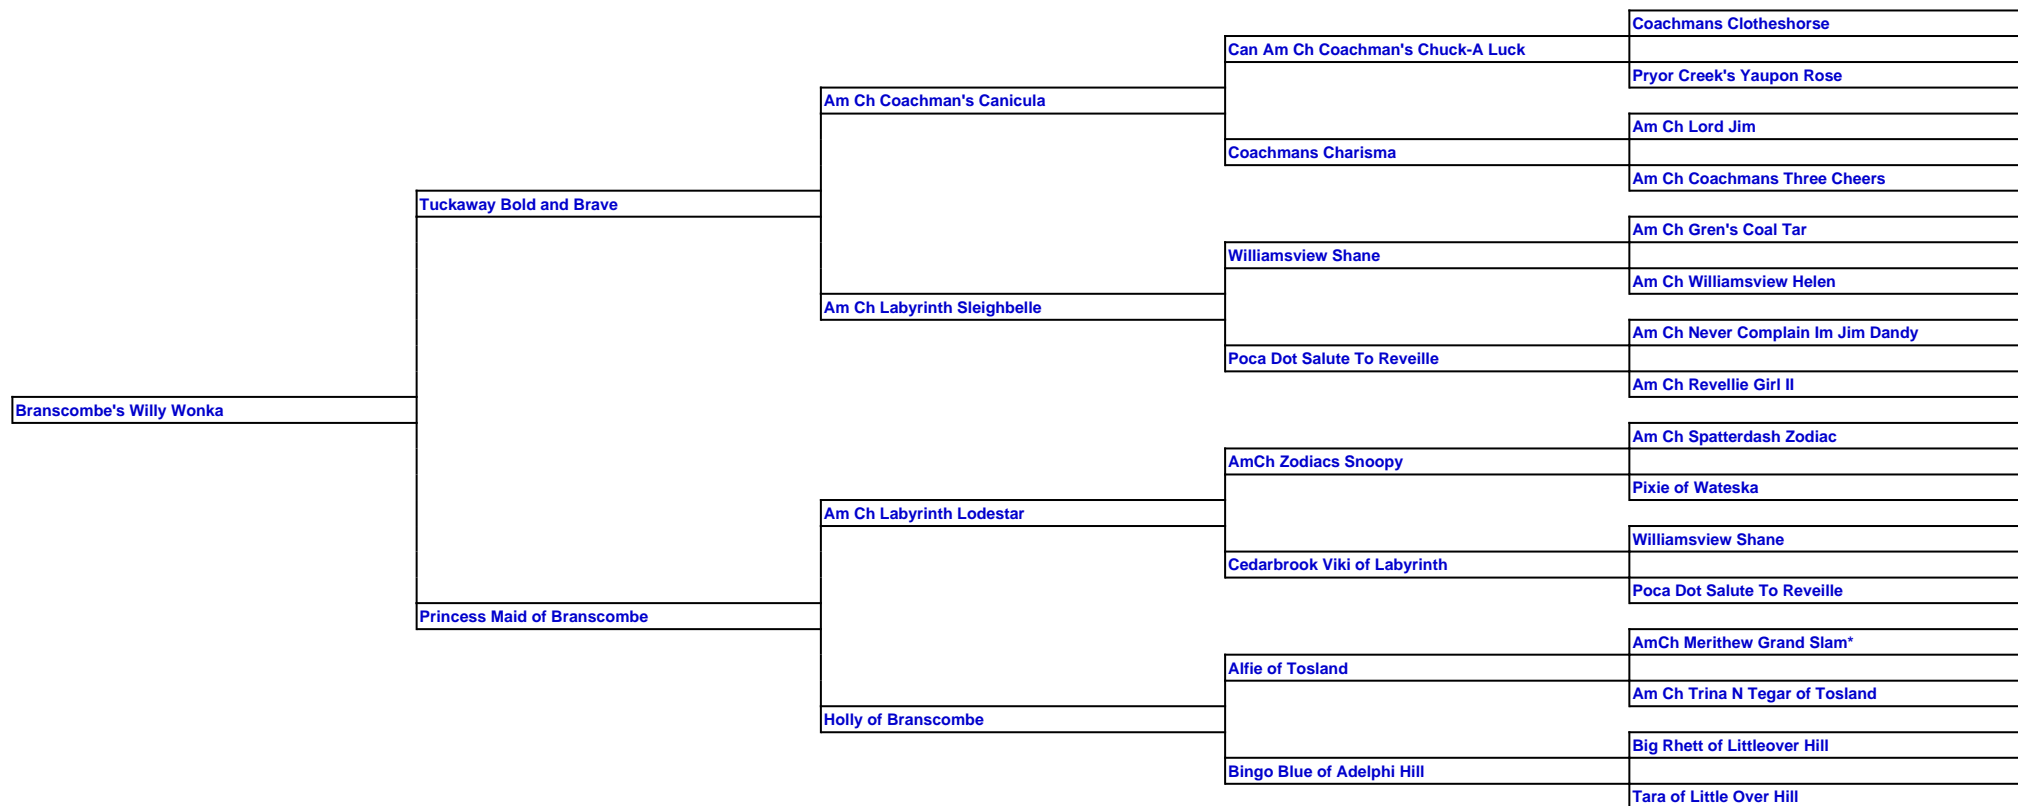 Coachmans Clotheshorse
Can Am Ch Coachman's Chuck-A Luck
Pryor Creek's Yaupon Rose
Am Ch Coachman's Canicula
Am Ch Lord Jim
Coachmans Charisma
Am Ch Coachmans Three Cheers
Tuckaway Bold and Brave
Am Ch Gren's Coal Tar
Williamsview Shane
Am Ch Williamsview Helen
Am Ch Labyrinth Sleighbelle
Am Ch Never Complain Im Jim Dandy
Poca Dot Salute To Reveille
Am Ch Revellie Girl II
Branscombe's Willy Wonka
Am Ch Spatterdash Zodiac
AmCh Zodiacs Snoopy
Pixie of Wateska
Am Ch Labyrinth Lodestar
Williamsview Shane
Cedarbrook Viki of Labyrinth
Poca Dot Salute To Reveille
Princess Maid of Branscombe
AmCh Merithew Grand Slam*
Alfie of Tosland
Am Ch Trina N Tegar of Tosland
Holly of Branscombe
Big Rhett of Littleover Hill
Bingo Blue of Adelphi Hill
Tara of Little Over Hill